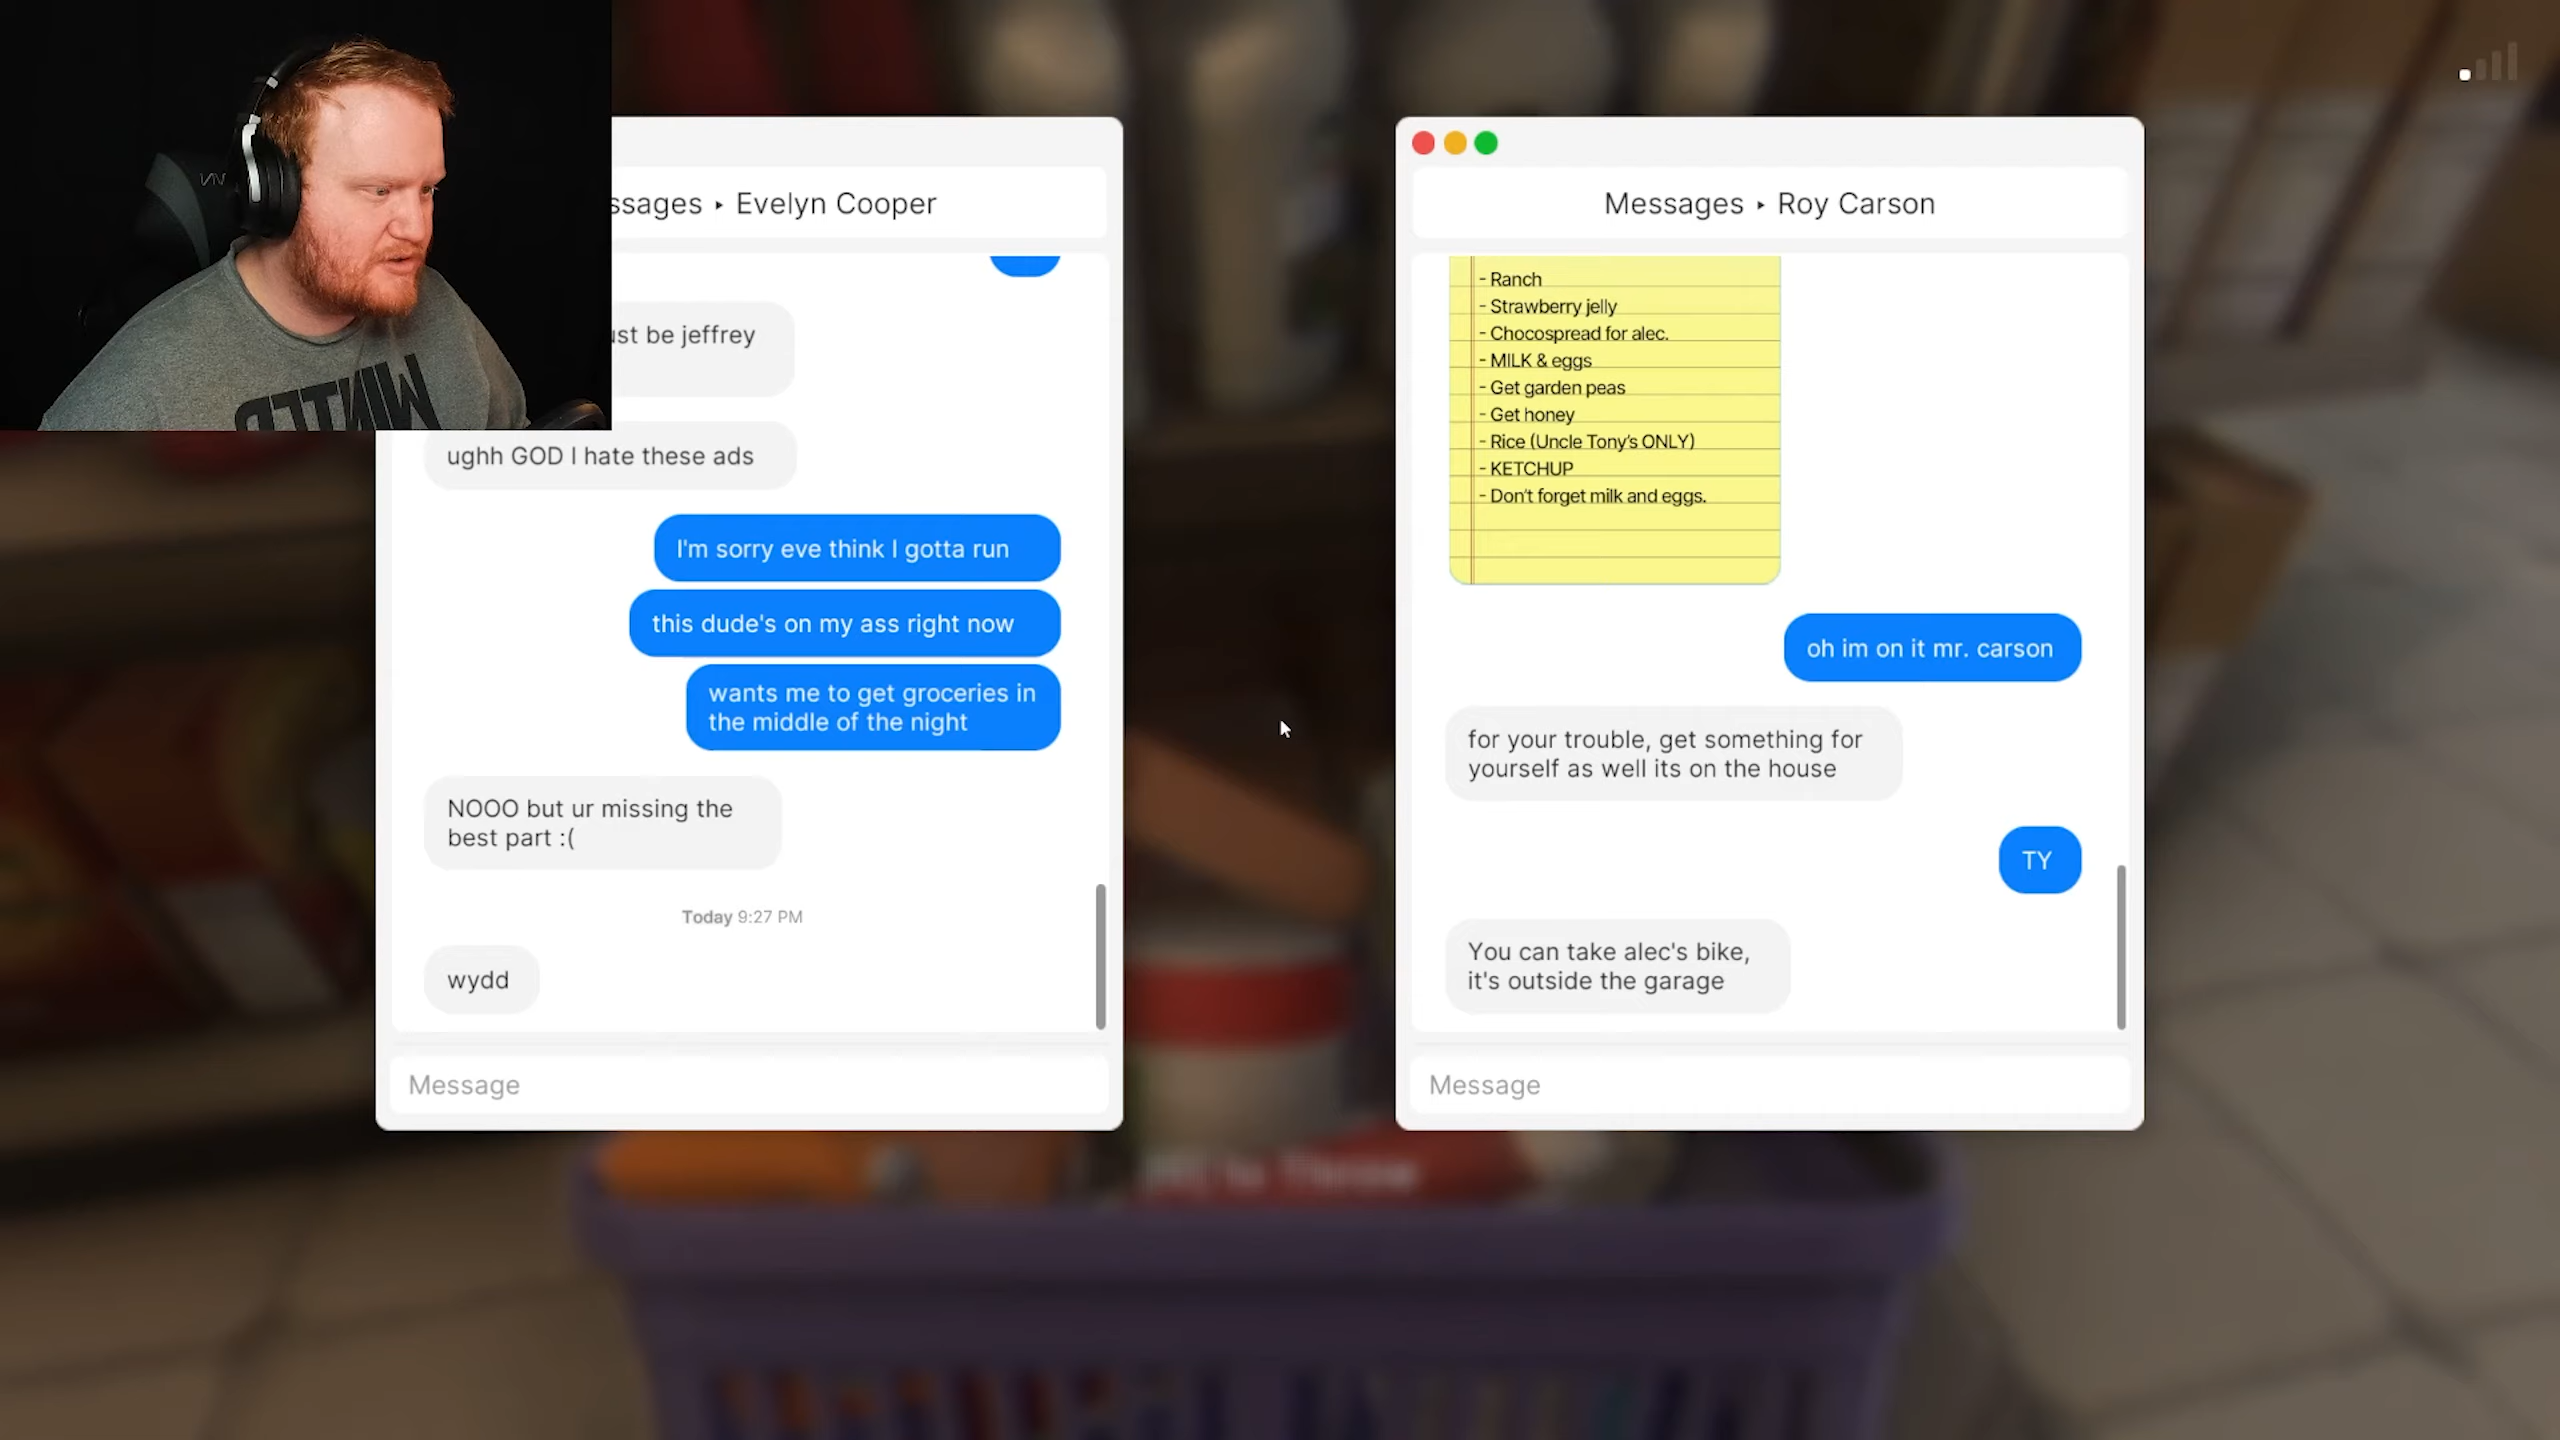 ssages ▸ Evelyn Cooper
ust be jeffrey
ughh GOD I hate these ads
I'm sorry eve think I gotta run
this dude's on my ass right now
wants me to get groceries in
the middle of the night
NOOO but ur missing the
best part :(
Today 9:27 PM
wydd
Message
Messages ▸ Roy Carson
- Ranch
- Strawberry jelly
- Chocospread for alec.
- MILK & eggs
- Get garden peas
- Get honey
- Rice (Uncle Tony's ONLY)
- KETCHUP
- Don't forget milk and eggs.
oh im on it mr. carson
for your trouble, get something for
yourself as well its on the house
TY
You can take alec's bike,
it's outside the garage
Message